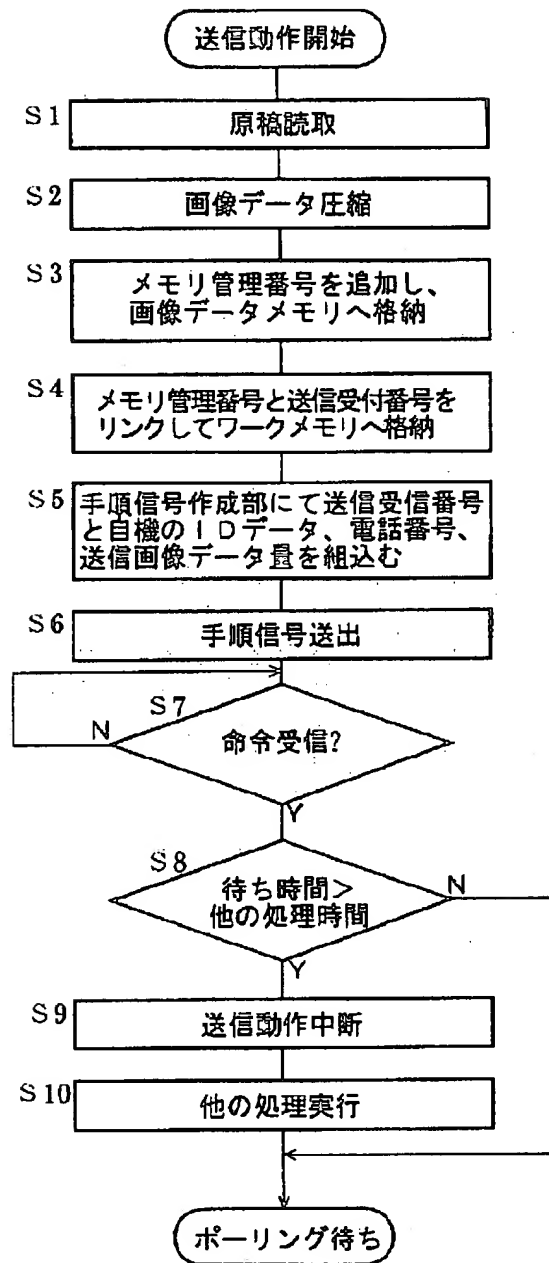 送信動作開始
S1
原稿読取
S2
画像データ圧縮
S3
メモリ管理番号を追加し、
画像データメモリへ格納
S4
メモリ管理番号と送信受付番号を
リンクしてワークメモリへ格納
S5
手順信号作成部にて送信受信番号
と自機のIDデータ、電話番号、
送信画像データ量を組込む
S6
手順信号送出
S7
命令受信?
N
Y
S8
待ち時間>
他の処理時間
N
Y
S9
送信動作中断
S10
他の処理実行
ポーリング待ち